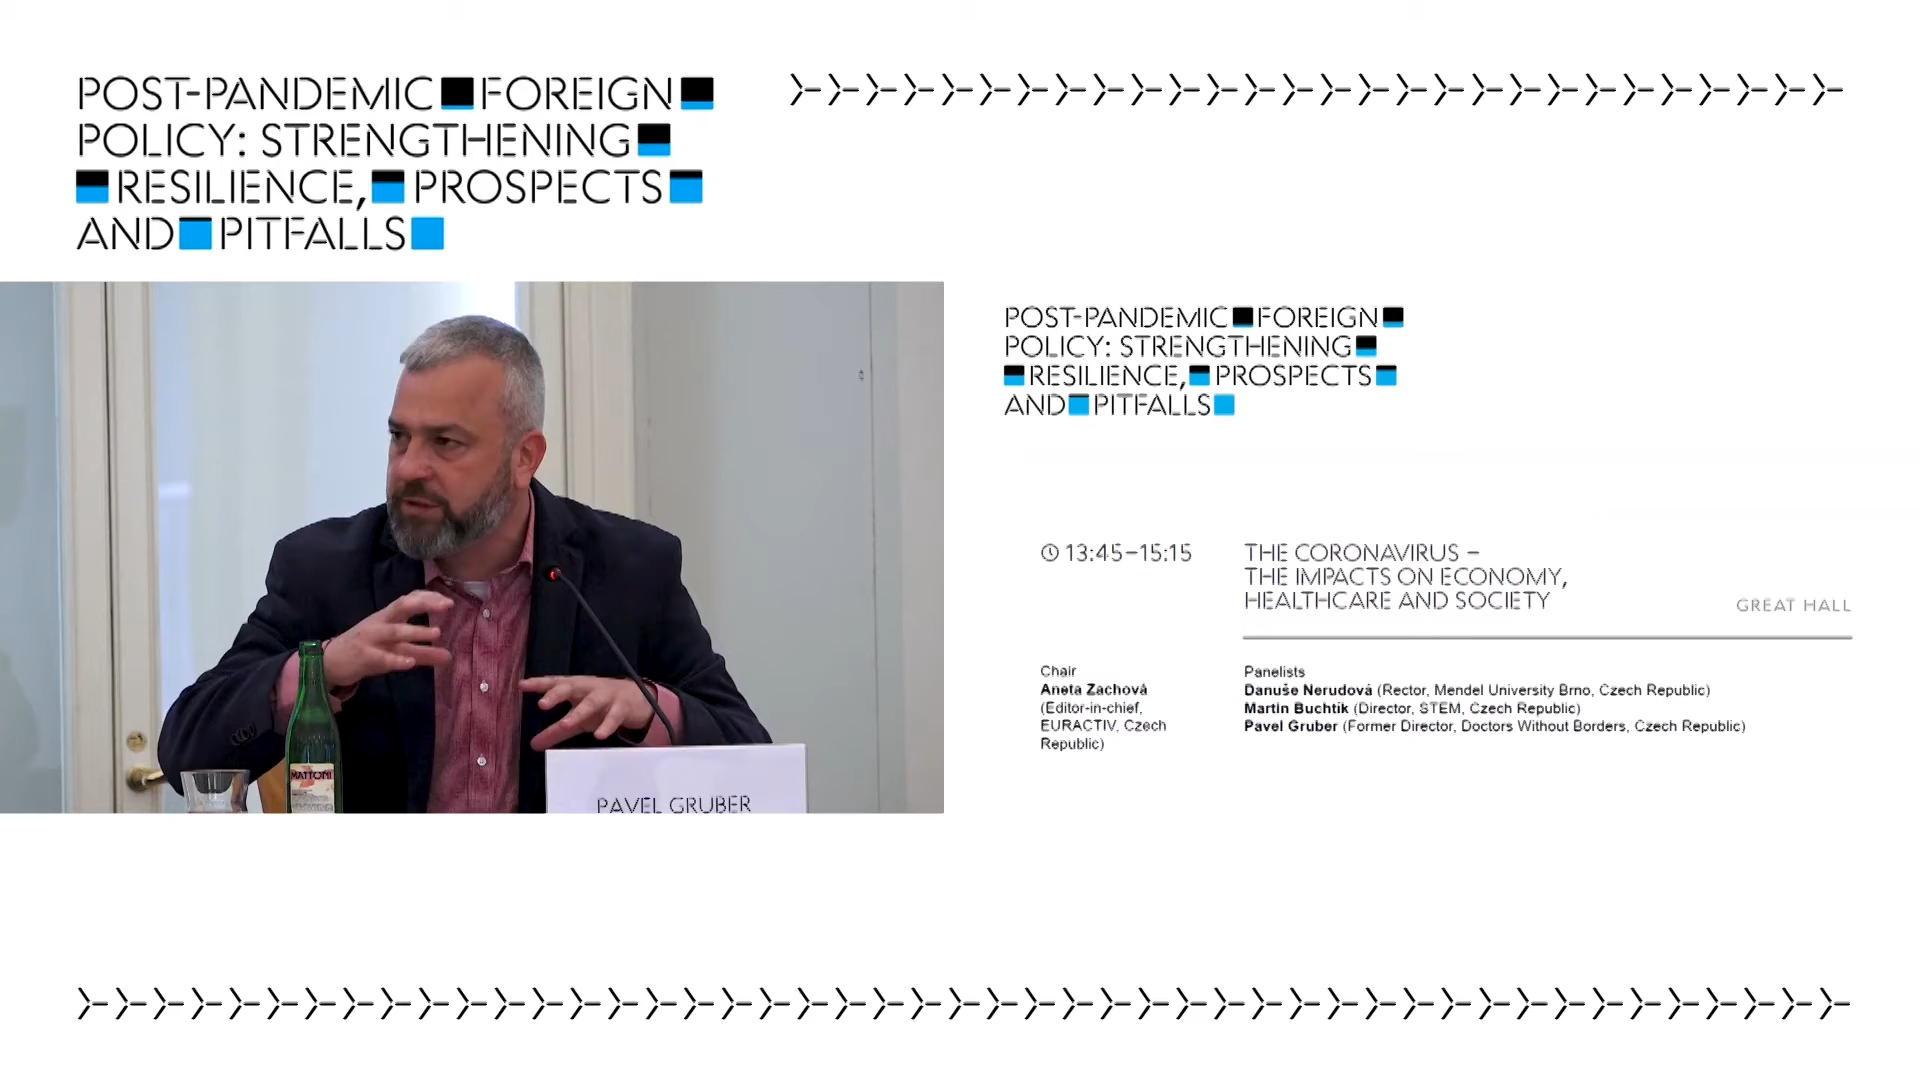 POST-PANDEMIC FOREIGN
POLICY: STRENGTHENING
RESILIENCE, PROSPECTS
AND PITFALLS
MATTONI
PAVEL GRUBER
POST-PANDEMIC FOREIGN
POLICY: STRENGTHENING
RESILIENCE, PROSPECTS
AND PITFALLS
13:45–15:15
THE CORONAVIRUS –
THE IMPACTS ON ECONOMY,
HEALTHCARE AND SOCIETY
GREAT HALL
Chair
Aneta Zachová
(Editor-in-chief,
EURACTIV, Czech
Republic)
Panelists
Danuše Nerudová (Rector, Mendel University Brno, Czech Republic)
Martin Buchtik (Director, STEM, Czech Republic)
Pavel Gruber (Former Director, Doctors Without Borders, Czech Republic)